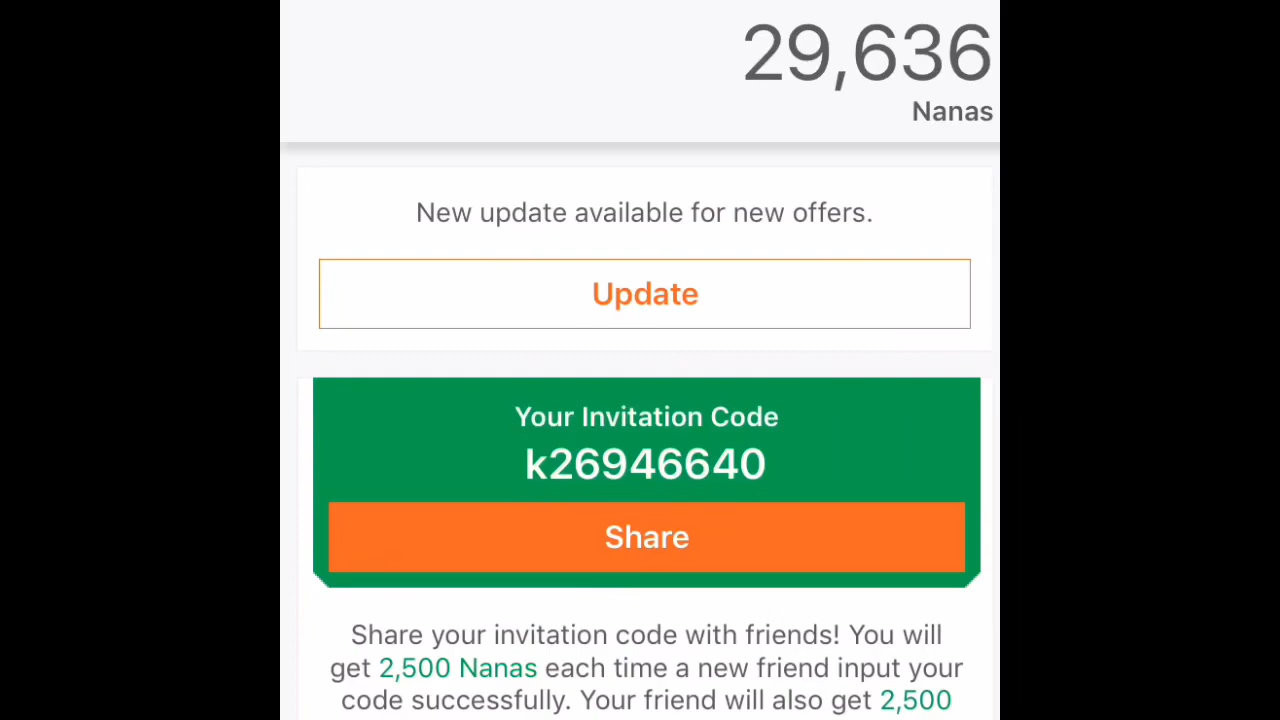 29,636
Nanas
New update available for new offers.
Update
Your Invitation Code
k26946640
Share
Share your invitation code with friends! You will
get 2,500 Nanas each time a new friend input your
code successfully. Your friend will also get 2,500